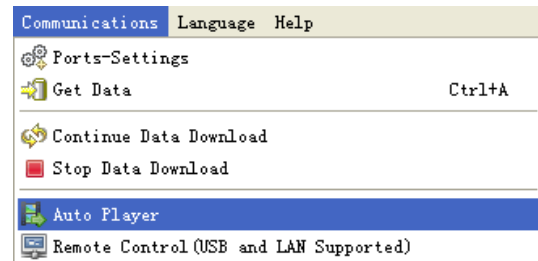 Communications Language Help
Ports-Settings
Get Data Ctrl+A
Continue Data Download
Stop Data Download
Auto Player
Remote Control(USB and LAN Supported)